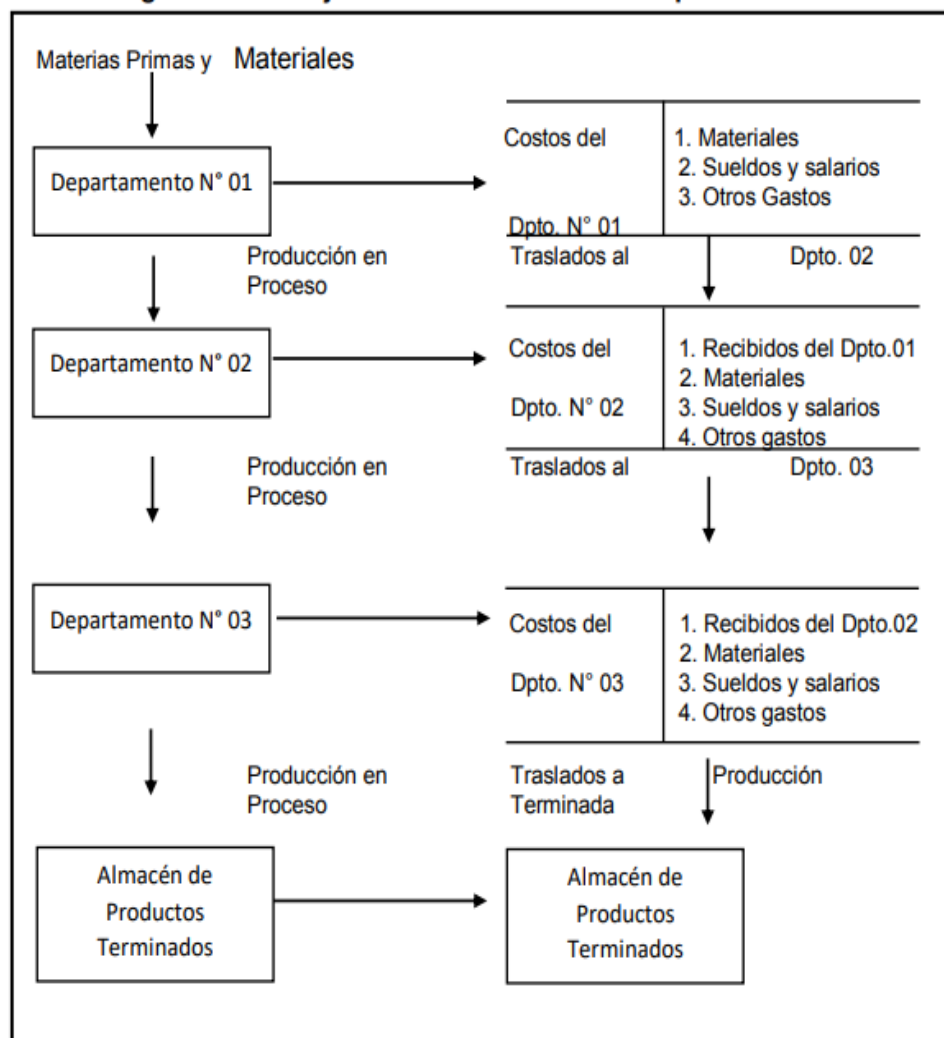 Materias Primas y Materiales
Departamento N° 01
Costos del
Dpto. N° 01
1. Materiales
2. Sueldos y salarios
3. Otros Gastos
Producción en
Proceso
Traslados al Dpto. 02
Departamento N° 02
Costos del
Dpto. N° 02
1. Recibidos del Dpto.01
2. Materiales
3. Sueldos y salarios
4. Otros gastos
Producción en
Proceso
Traslados al Dpto. 03
Departamento N° 03
Costos del
Dpto. N° 03
1. Recibidos del Dpto.02
2. Materiales
3. Sueldos y salarios
4. Otros gastos
Producción en
Proceso
Traslados a Producción
Terminada
Almacén de
Productos
Terminados
Almacén de
Productos
Terminados